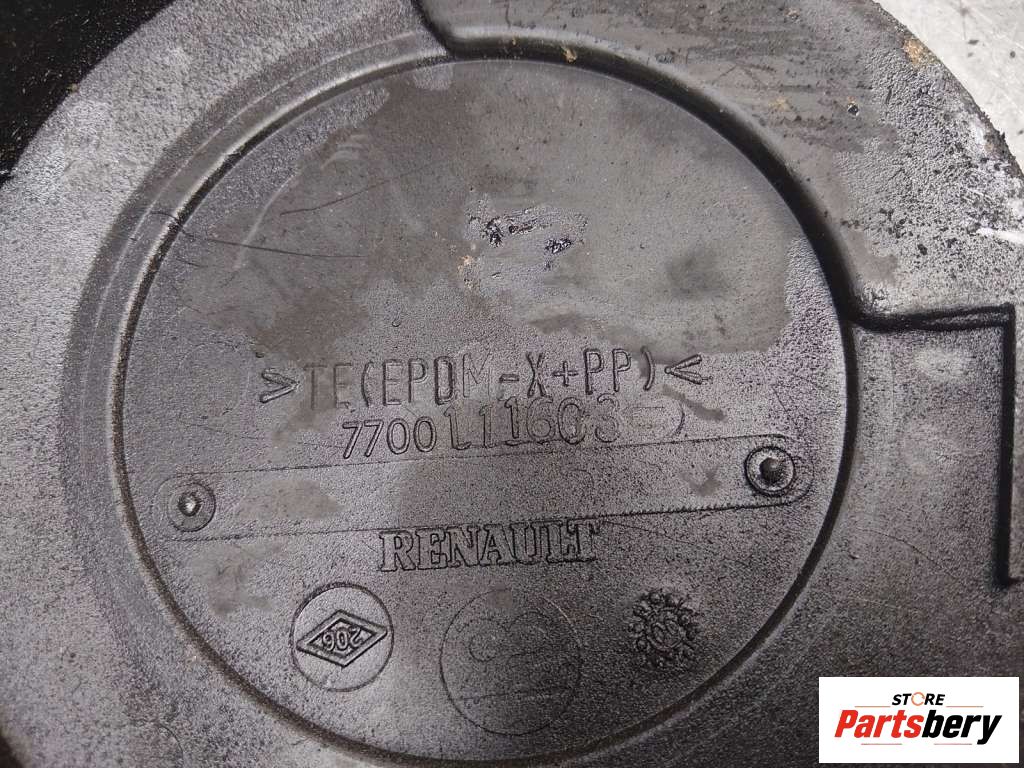 >TE(EPDM-X+PP)<
7700111603
RENAULT
206
STORE
Partsbery